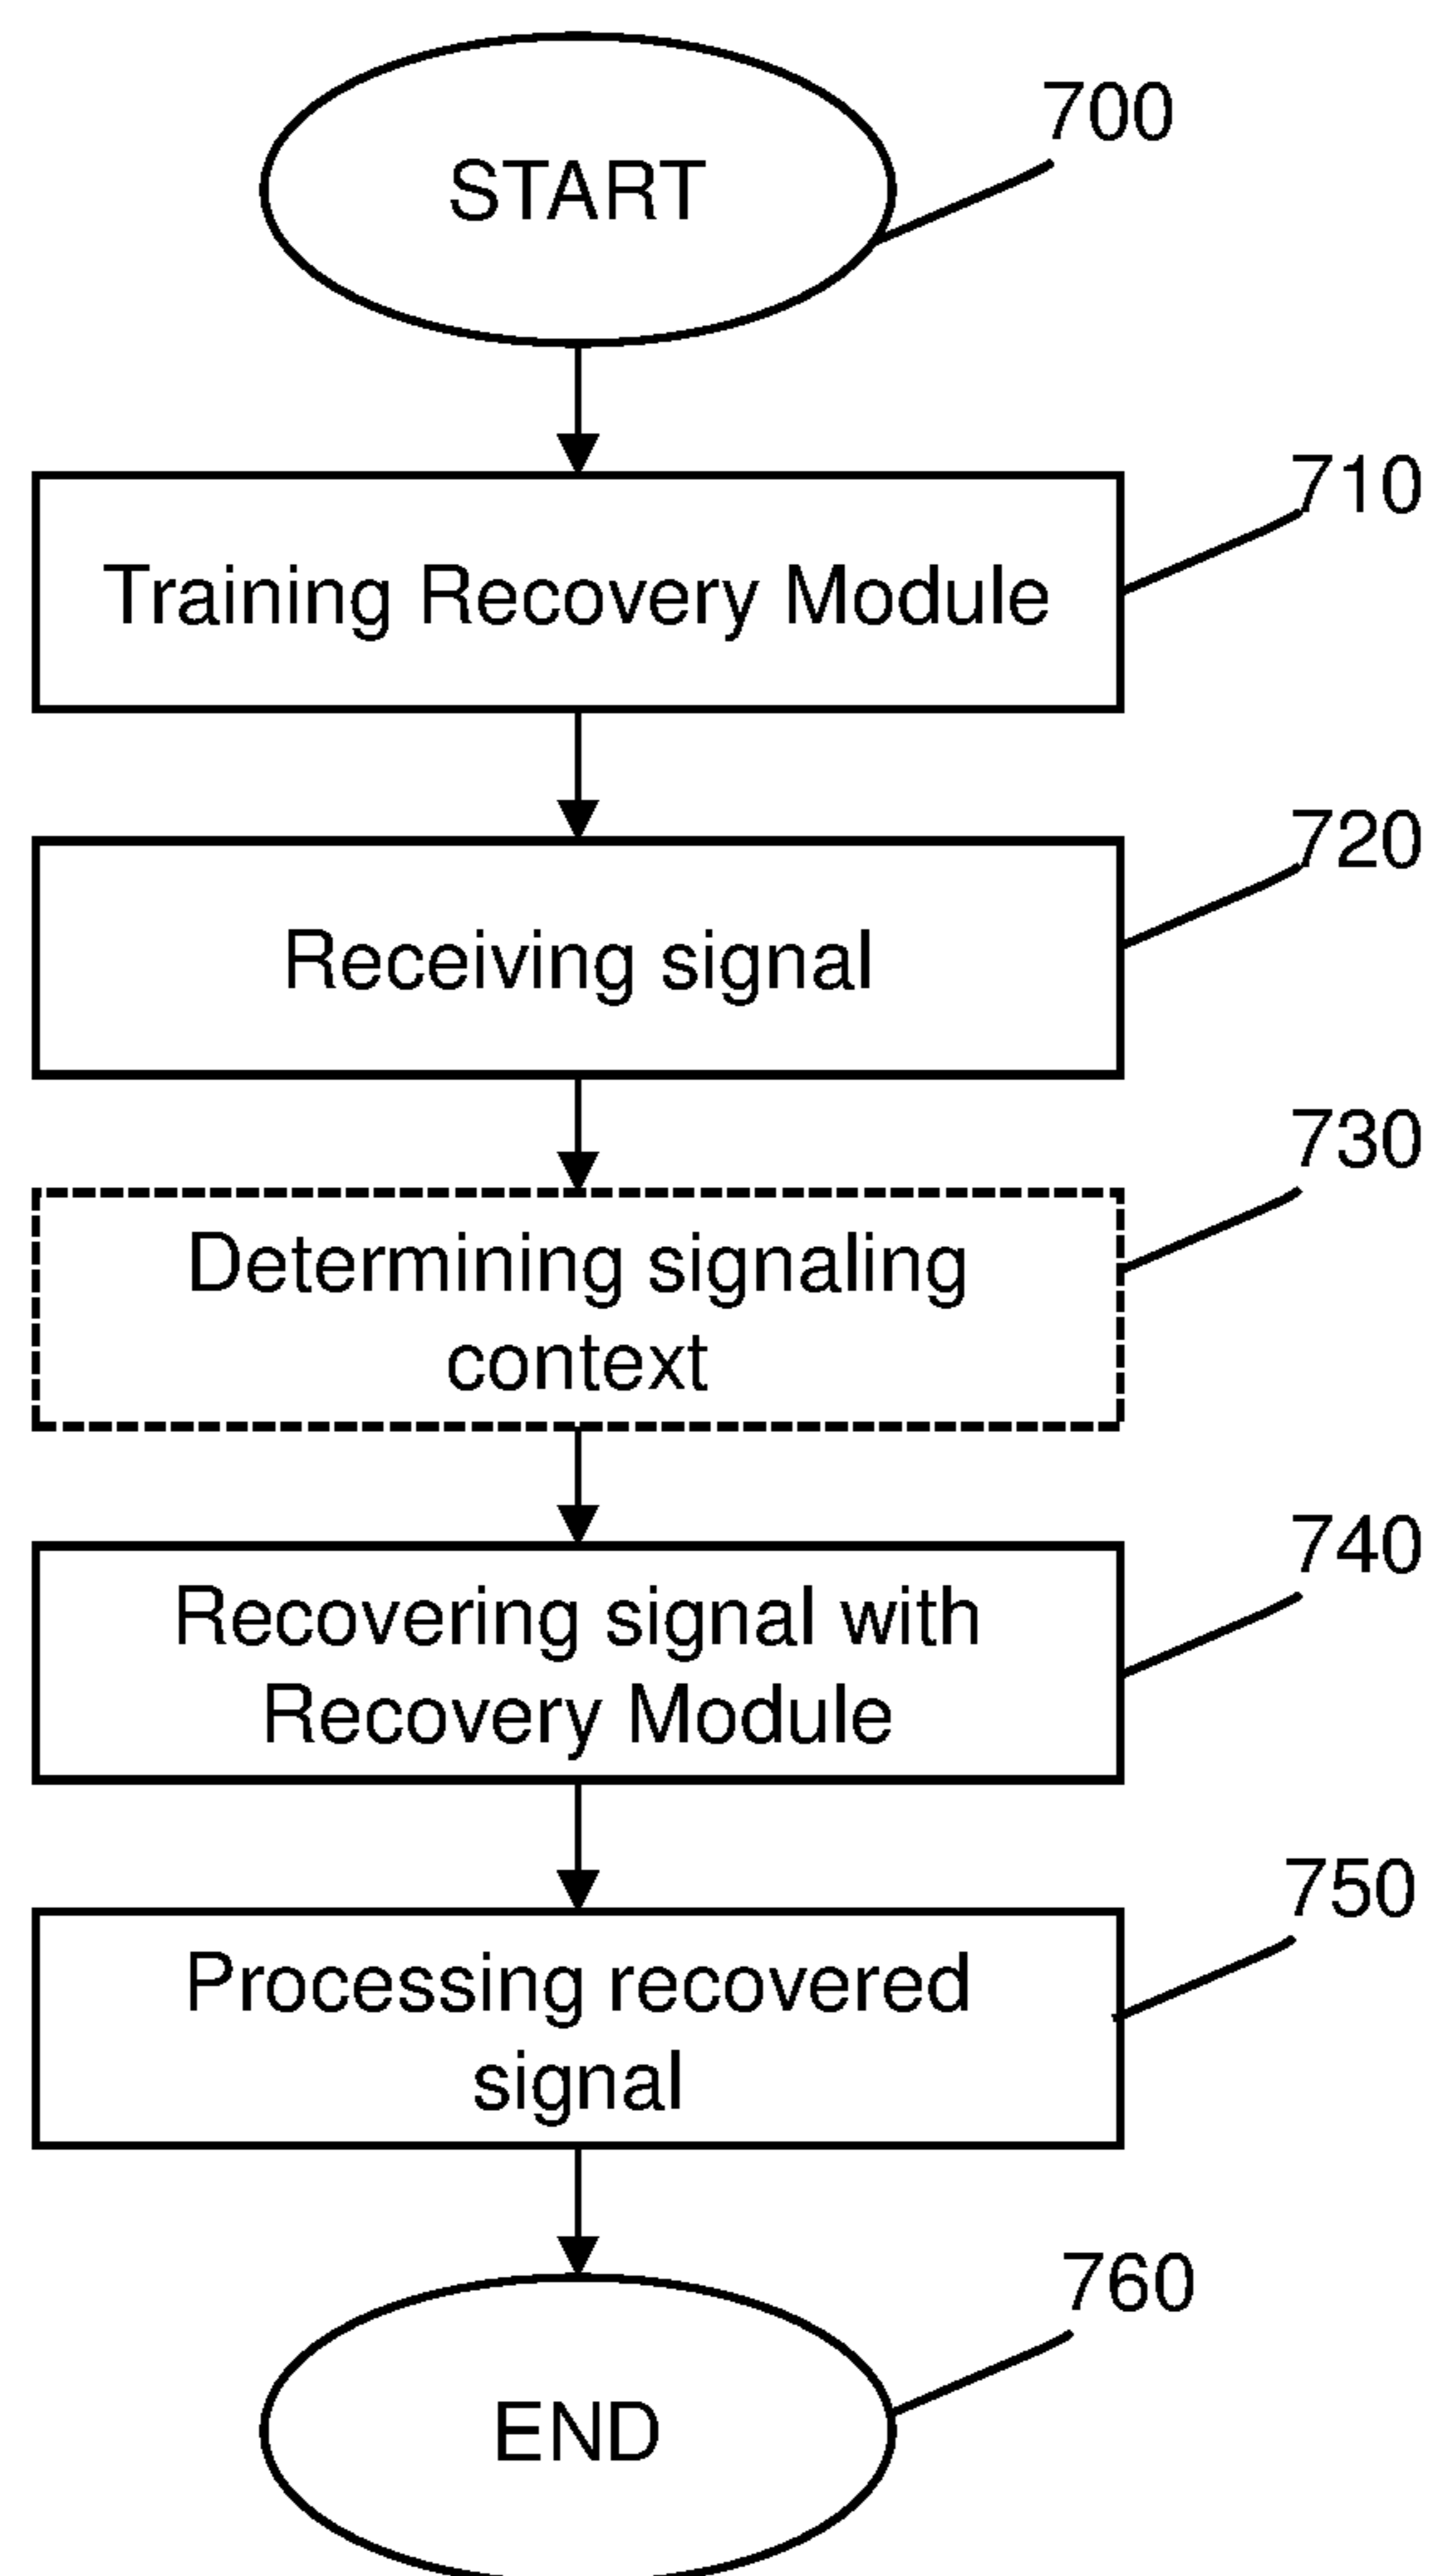 START
700
710
Training Recovery Module
720
Receiving signal
730
Determining signaling
context
740
Recovering signal with
Recovery Module
750
Processing recovered
signal
760
END